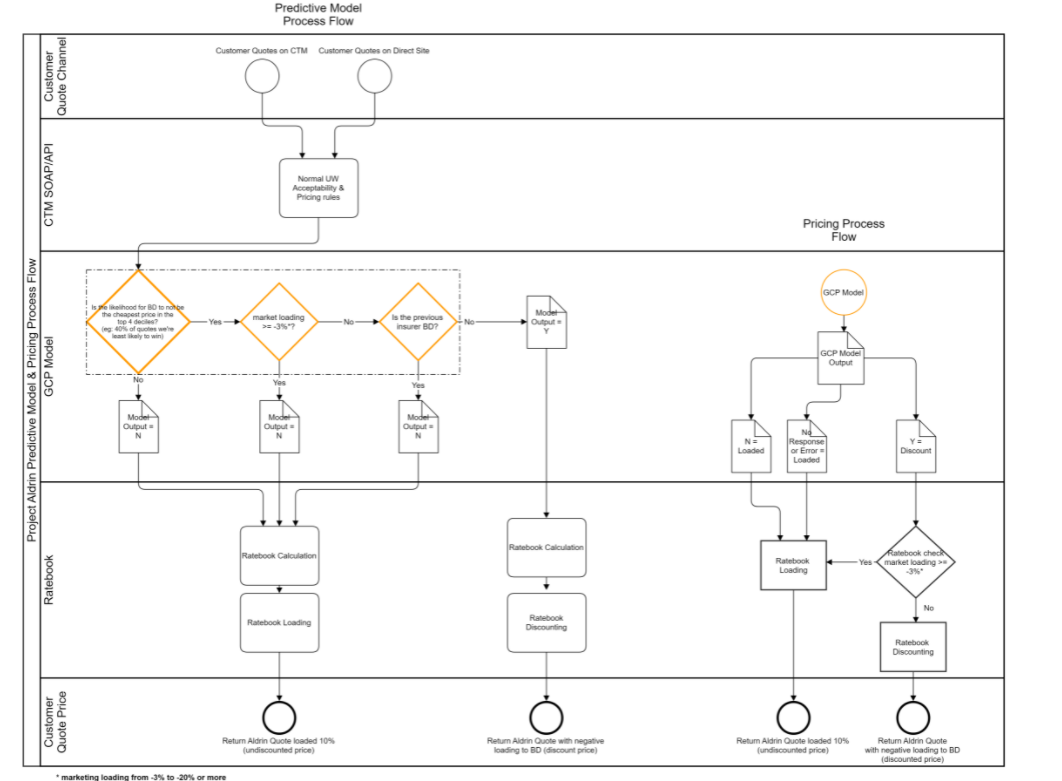 Predictive Model
Process Flow
Project Aldrin Predictive Model & Pricing Process Flow
Customer
Quote Channel
Customer Quotes on CTM
Customer Quotes on Direct Site
CTM SOAP/API
Normal UW
Acceptability &
Pricing rules
Pricing Process
Flow
GCP Model
Is the likelihood for BD to not be
the cheapest price in the
top 4 deciles?
(eg: 40% of quotes we're
least likely to win)
Yes
market loading
>= -3%*?
No
Is the previous
insurer BD?
No
Model
Output =
Y
No
Yes
Yes
Model
Output =
N
Model
Output =
N
Model
Output =
N
GCP Model
GCP Model
Output
N =
Loaded
No
Response
or Error =
Loaded
Y =
Discount
Ratebook
Ratebook Calculation
Ratebook Loading
Ratebook Calculation
Ratebook
Discounting
Ratebook
Loading
Yes
Ratebook check
market loading >=
-3%*
No
Ratebook
Discounting
Customer
Quote Price
Return Aldrin Quote loaded 10%
(undiscounted price)
Return Aldrin Quote with negative
loading to BD (discount price)
Return Aldrin Quote loaded 10%
(undiscounted price)
Return Aldrin Quote
with negative loading to BD
(discounted price)
* marketing loading from -3% to -20% or more